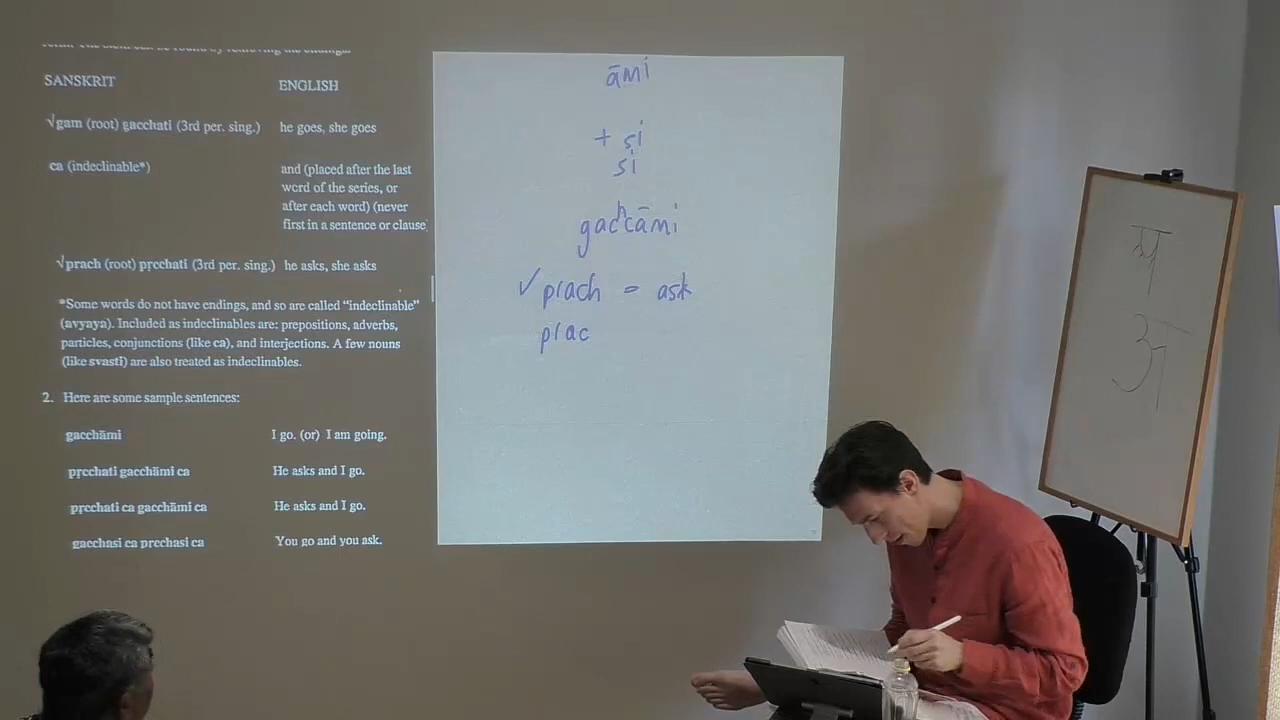 SANSKRIT ENGLISH
√gam (root) gacchati (3rd per. sing.) he goes, she goes
ca (indeclinable*) and (placed after the last
word of the series, or
after each word) (never
first in a sentence or clause
√prach (root) pṛcchati (3rd per. sing.) he asks, she asks
*Some words do not have endings, and so are called “indeclinable”
(avyaya). Included as indeclinables are: prepositions, adverbs,
particles, conjunctions (like ca), and interjections. A few nouns
(like svasti) are also treated as indeclinables.
2. Here are some sample sentences:
gacchāmi I go. (or) I am going.
pṛcchati gacchāmi ca He asks and I go.
pṛcchati ca gacchāmi ca He asks and I go.
gacchasi ca pṛcchasi ca You go and you ask.
āmi
+ ṣi
si
gacchāmi
√prach = ask
prac
अ